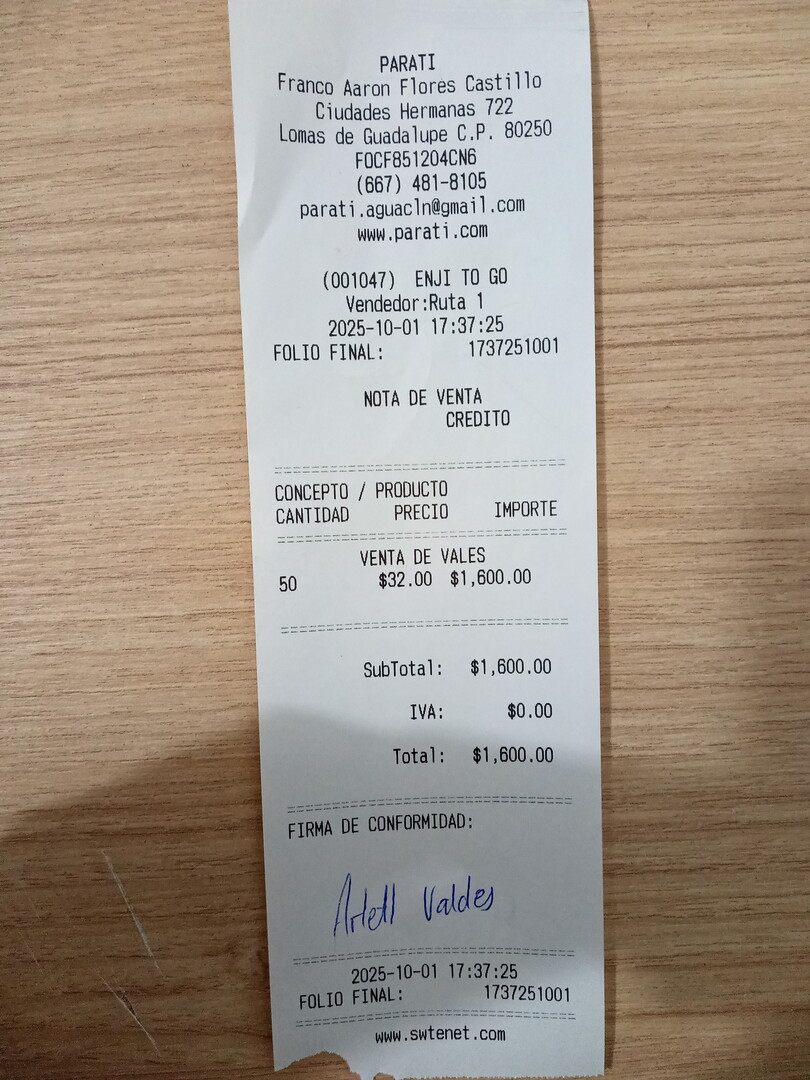 PARATI
Franco Aaron Flores Castillo
Ciudades Hermanas 722
Lomas de Guadalupe C.P. 80250
FOCF851204CN6
(667) 481-8105
parati.aguacln@gmail.com
www.parati.com
(001047) ENJI TO GO
Vendedor:Ruta 1
2025-10-01 17:37:25
FOLIO FINAL: 1737251001
NOTA DE VENTA
CREDITO
CONCEPTO / PRODUCTO
CANTIDAD PRECIO IMPORTE
VENTA DE VALES
50 $32.00 $1,600.00
SubTotal: $1,600.00
IVA: $0.00
Total: $1,600.00
FIRMA DE CONFORMIDAD:
Arlett Valdes
2025-10-01 17:37:25
FOLIO FINAL: 1737251001
www.swtenet.com